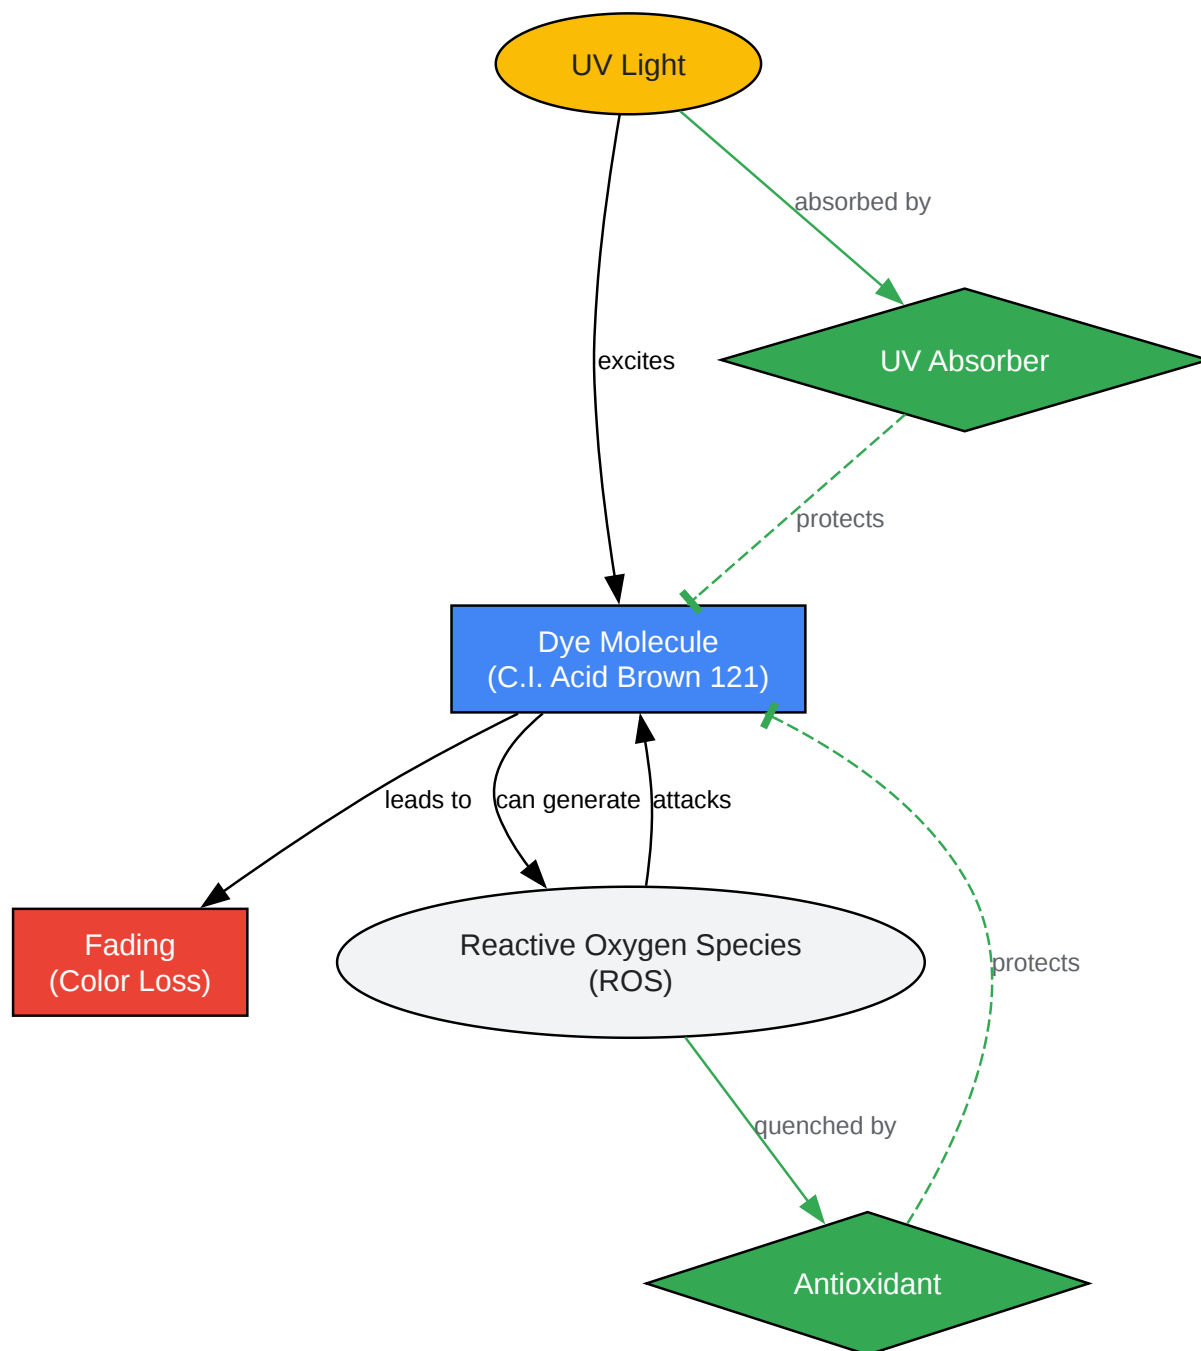 UV Light
absorbed by
excites
UV Absorber
protects
Dye Molecule
(C.I. Acid Brown 121)
leads to
can generate
attacks
Fading
(Color Loss)
Reactive Oxygen Species
(ROS)
protects
quenched by
Antioxidant